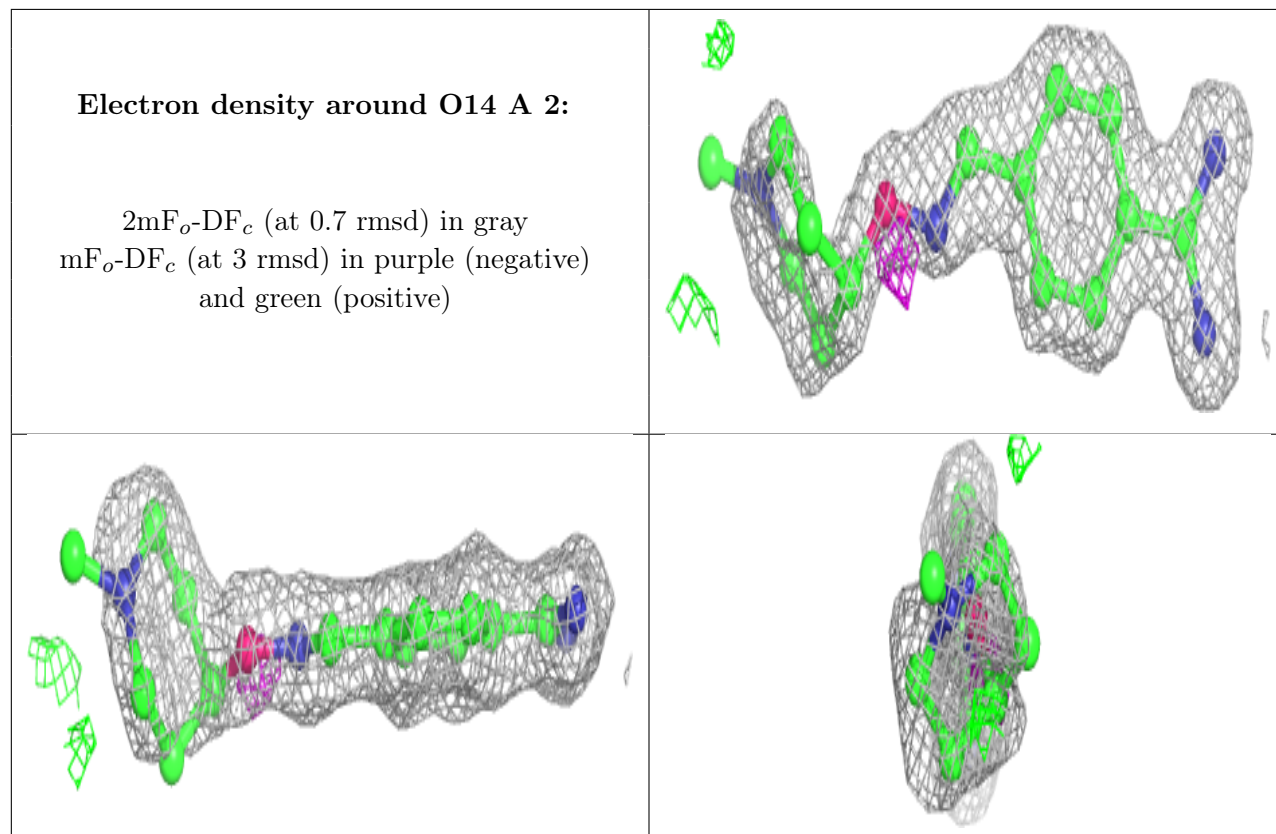 Electron density around O14 A 2:
2mFo-DFc (at 0.7 rmsd) in gray
mFo-DFc (at 3 rmsd) in purple (negative)
and green (positive)